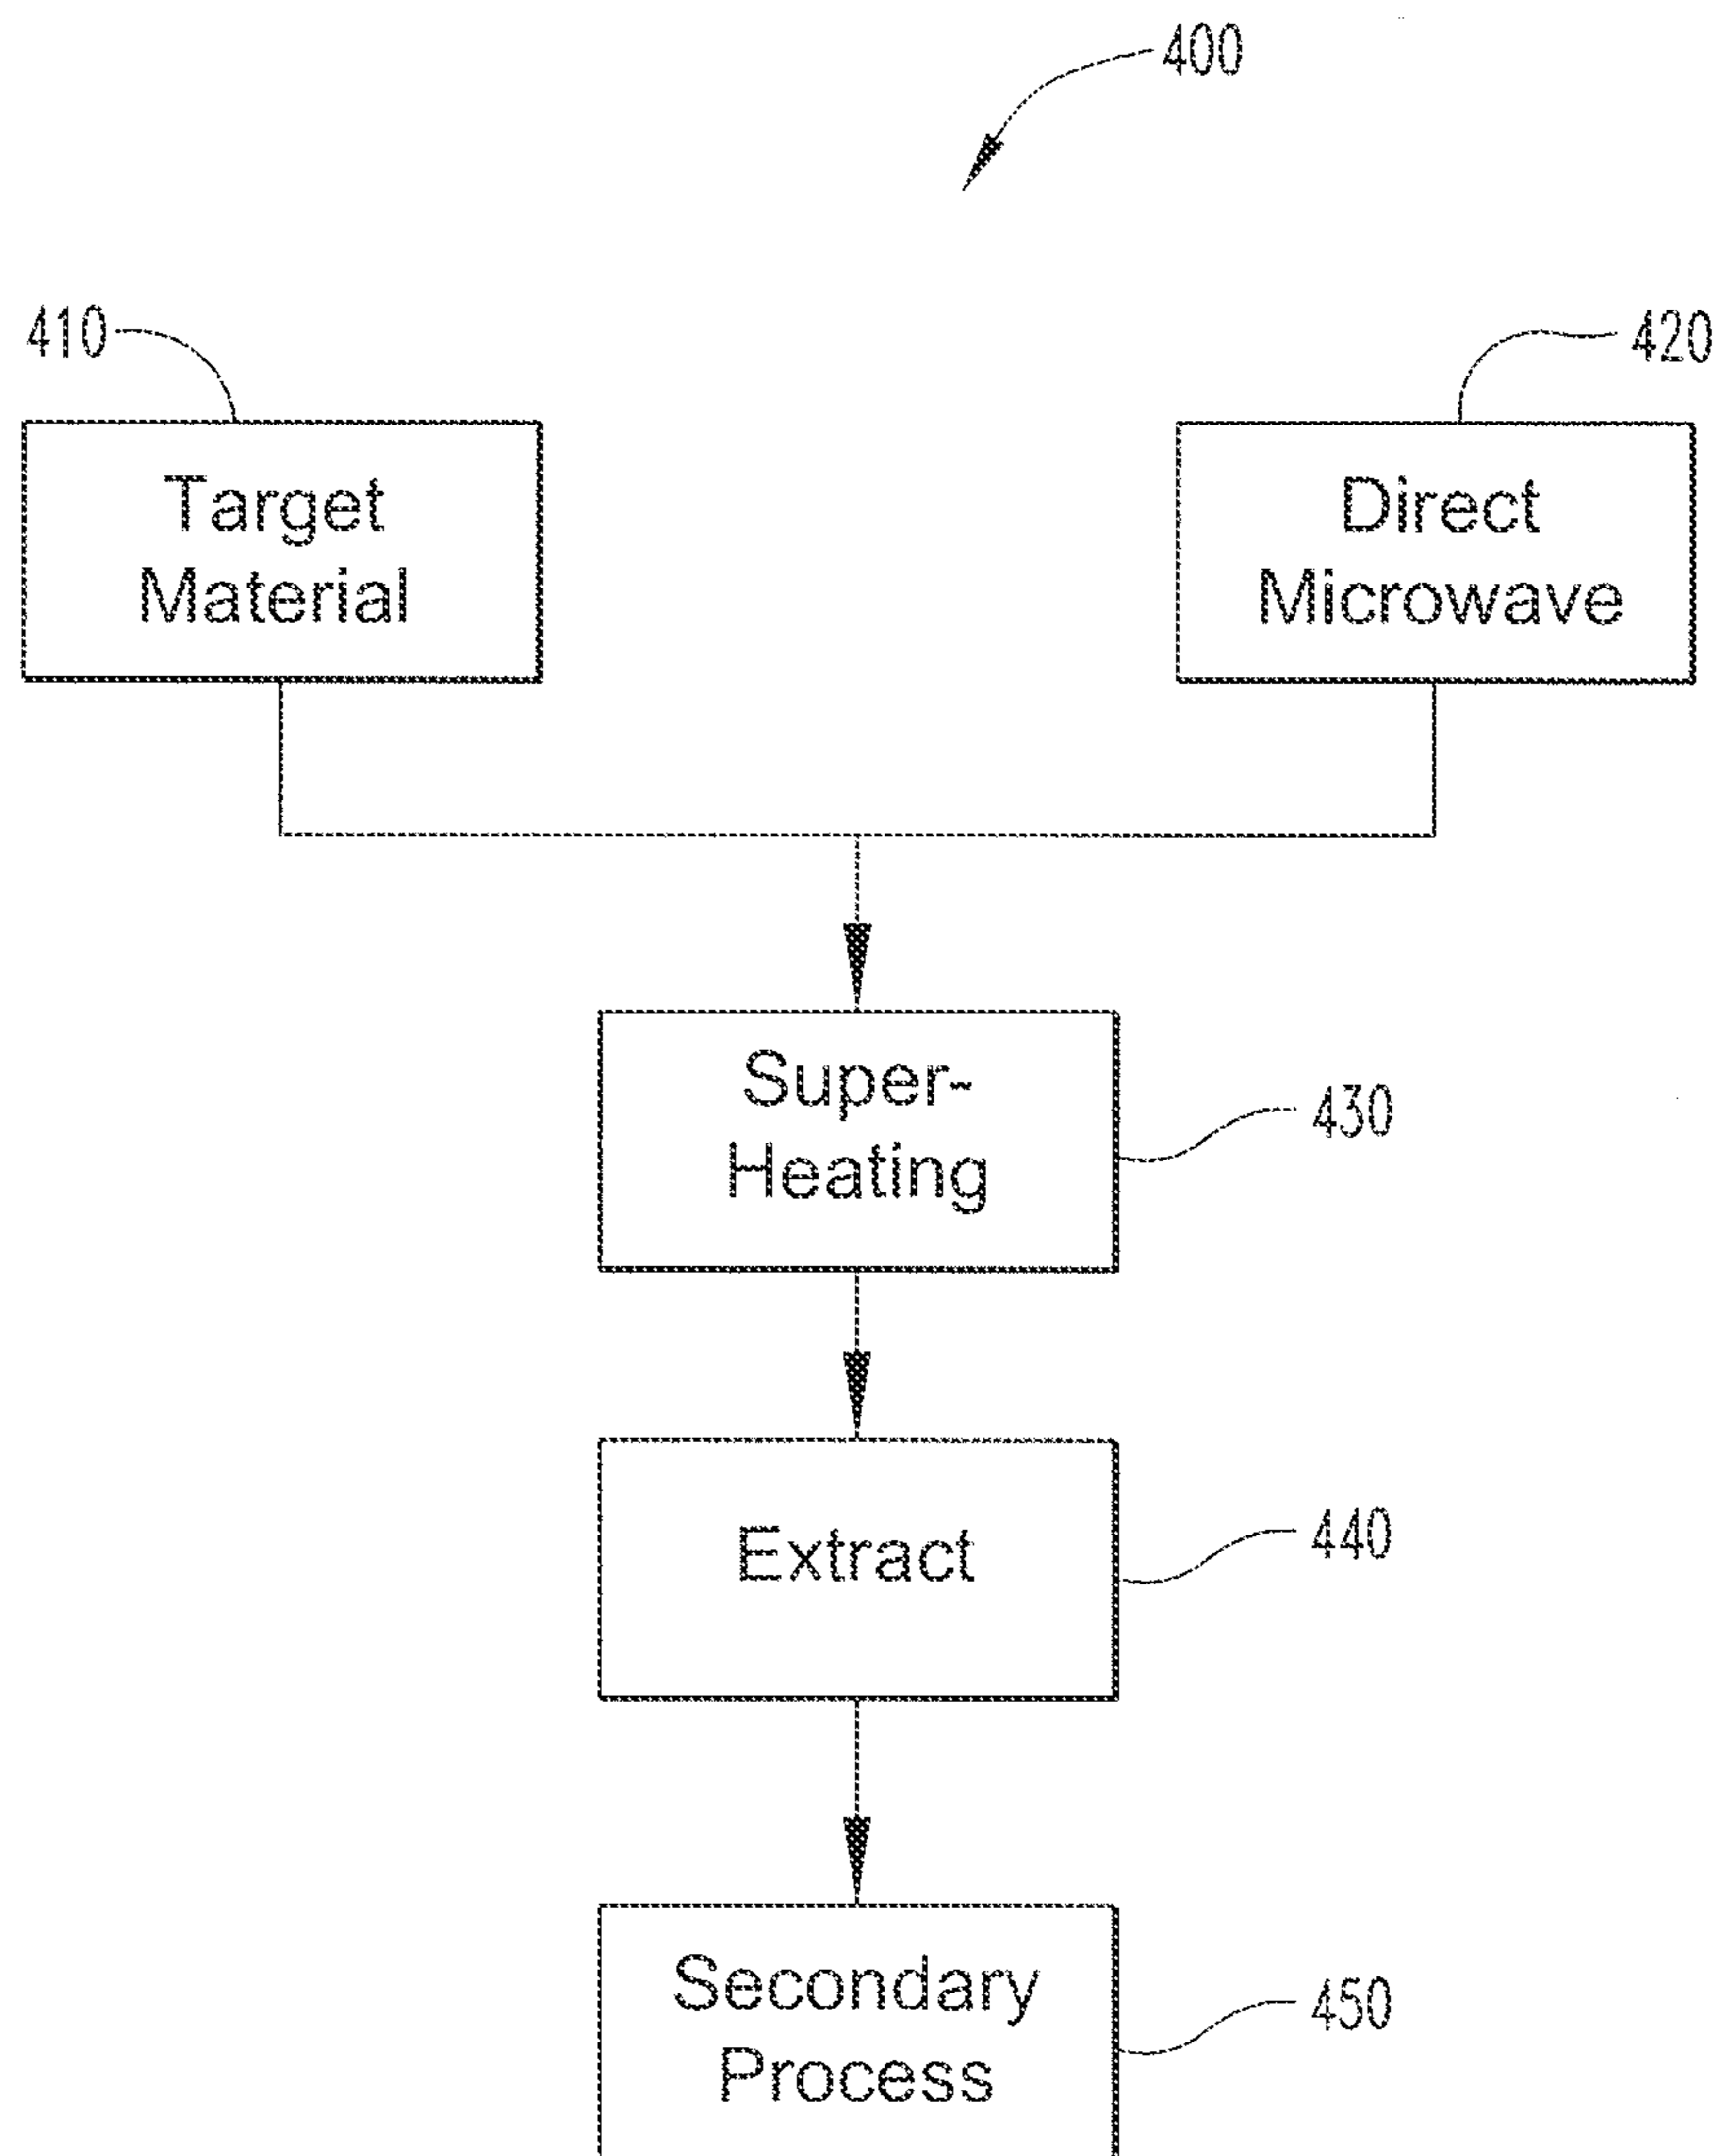 400
410
420
Target
Material
Direct
Microwave
Super-
Heating
430
Extract
440
Secondary
Process
450